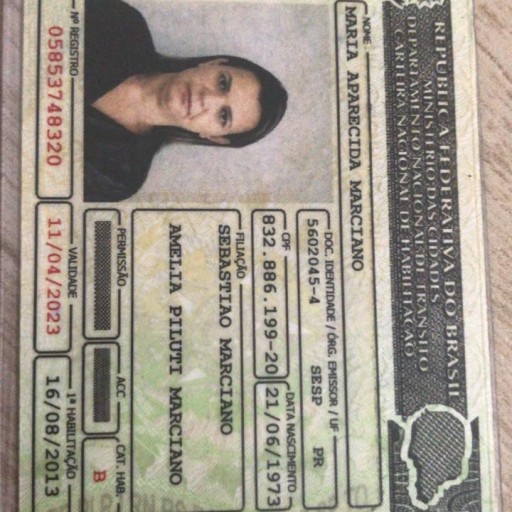 REPÚBLICA FEDERATIVA DO BRASIL
MINISTÉRIO DAS CIDADES
DEPARTAMENTO NACIONAL DE TRÂNSITO
CARTEIRA NACIONAL DE HABILITAÇÃO
NOME
MARIA APARECIDA MARCIANO
DOC. IDENTIDADE / ÓRG. EMISSOR / UF
5602045-4 SESP PR
CPF
832.886.199-20
DATA NASCIMENTO
21/06/1973
FILIAÇÃO
SEBASTIAO MARCIANO
AMELIA PILUTI MARCIANO
PERMISSÃO
ACC
CAT. HAB.
B
Nº REGISTRO
05853748320
VALIDADE
11/04/2023
1ª HABILITAÇÃO
16/08/2013